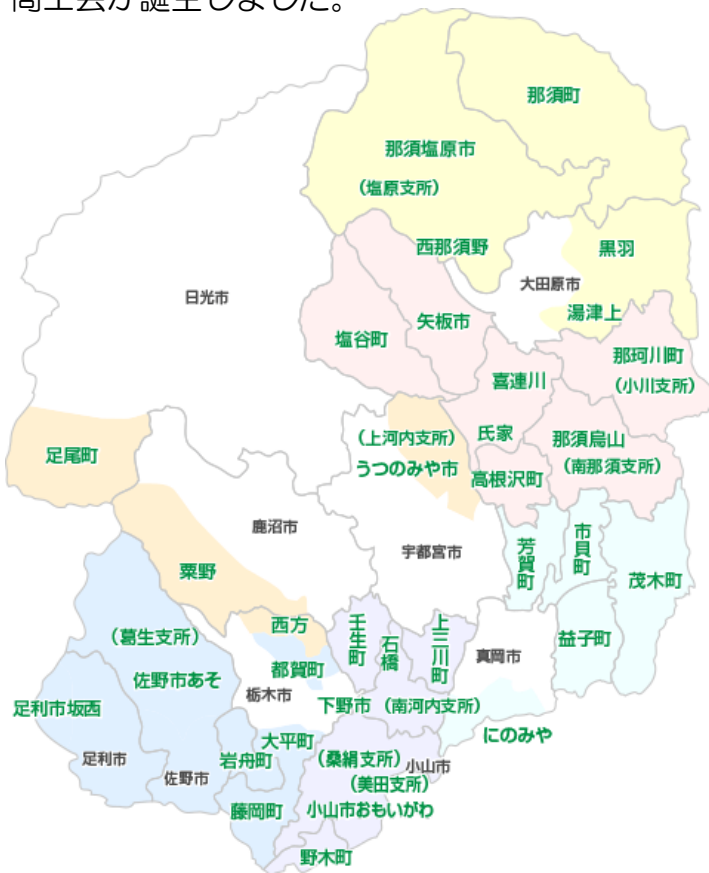 商工会が誕生しました。
那須町
那須塩原市
(塩原支所)
西那須野
黒羽
大田原市
日光市
湯津上
矢板市
塩谷町
那珂川町
(小川支所)
喜連川
(上河内支所)
氏家
那須烏山
足尾町
うつのみや市
(南那須支所)
高根沢町
鹿沼市
宇都宮市
芳賀町
市貝町
茂木町
粟野
西方
壬生町
石橋
上三川町
益子町
(葛生支所)
都賀町
真岡市
佐野市あそ
栃木市
下野市
(南河内支所)
足利市坂西
にのみや
大平町
足利市
岩舟町
(桑絹支所)
小山市
佐野市
(美田支所)
藤岡町
小山市おもいがわ
野木町